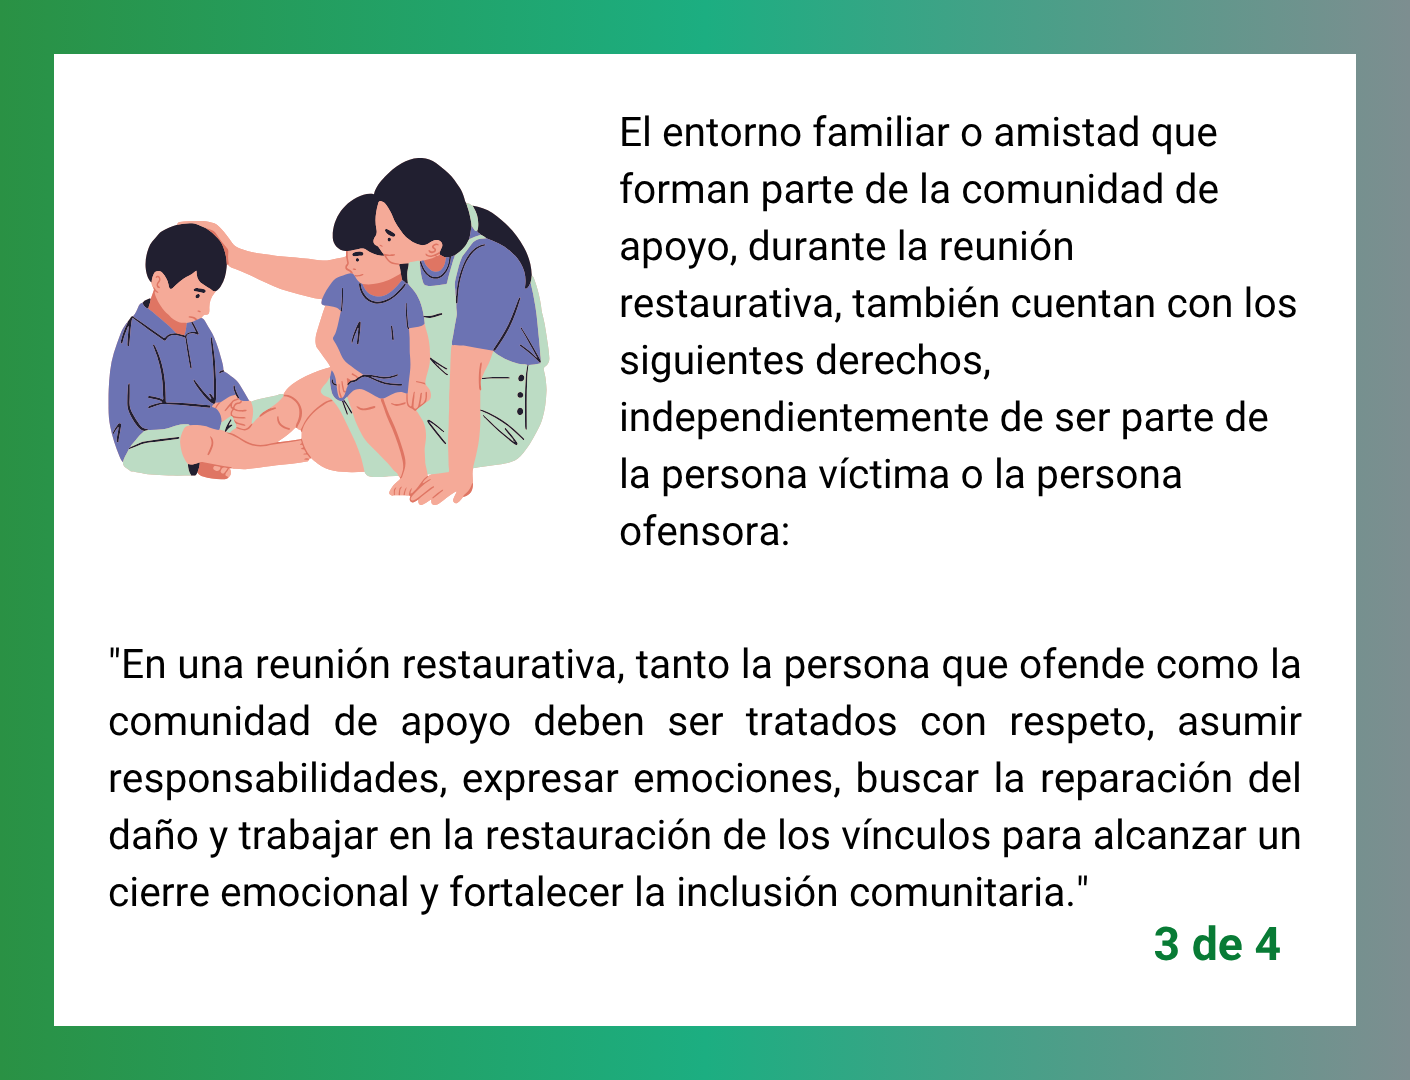 El entorno familiar o amistad que
forman parte de la comunidad de
apoyo, durante la reunión
restaurativa, también cuentan con los
siguientes derechos,
independientemente de ser parte de
la persona víctima o la persona
ofensora:
"En una reunión restaurativa, tanto la persona que ofende como la
comunidad de apoyo deben ser tratados con respeto, asumir
responsabilidades, expresar emociones, buscar la reparación del
daño y trabajar en la restauración de los vínculos para alcanzar un
cierre emocional y fortalecer la inclusión comunitaria."
3 de 4